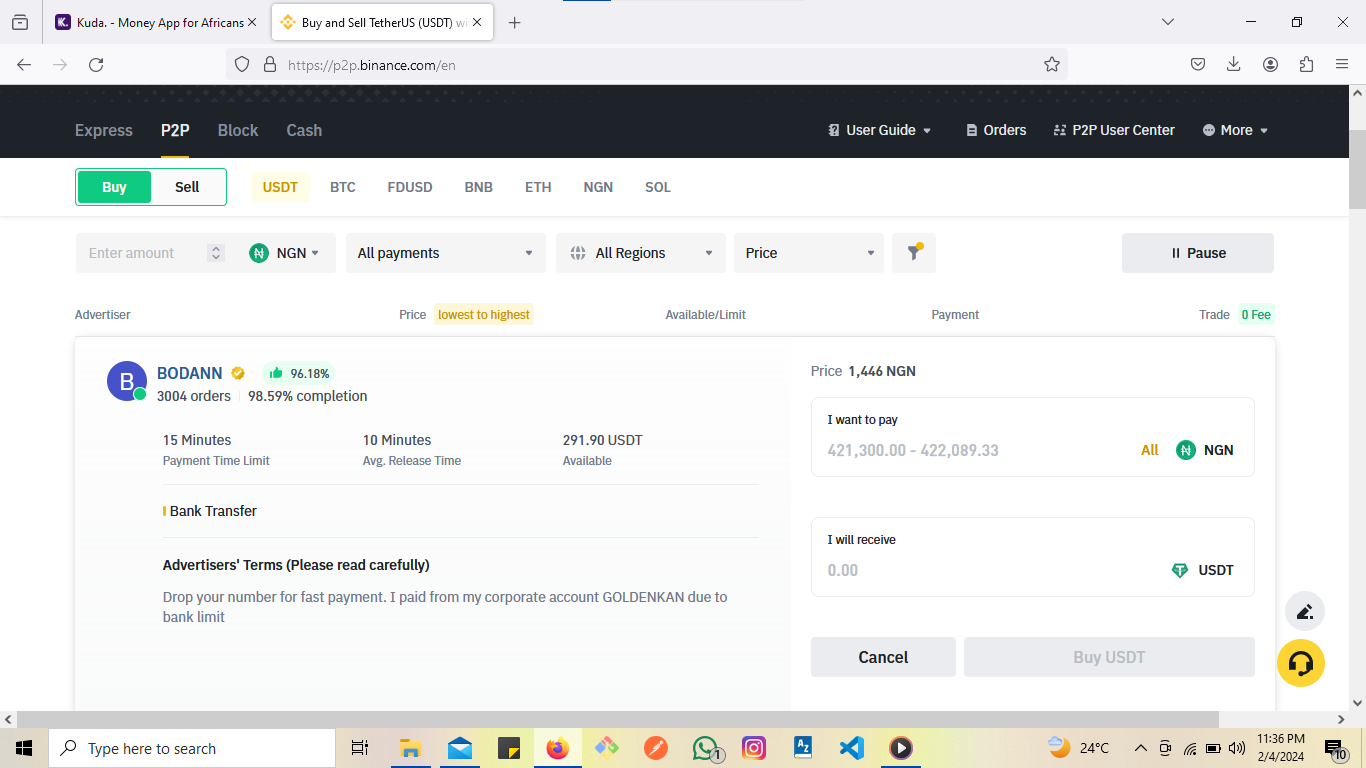 Kuda. - Money App for Africans
Buy and Sell TetherUS (USDT) wi
https://p2p.binance.com/en
Express P2P Block Cash User Guide Orders P2P User Center More
Buy Sell USDT BTC FDUSD BNB ETH NGN SOL
Enter amount NGN All payments All Regions Price Pause
Advertiser Price lowest to highest Available/Limit Payment Trade 0 Fee
B BODANN 96.18%
3004 orders 98.59% completion
15 Minutes 10 Minutes 291.90 USDT
Payment Time Limit Avg. Release Time Available
Bank Transfer
Advertisers' Terms (Please read carefully)
Drop your number for fast payment. I paid from my corporate account GOLDENKAN due to
bank limit
Price 1,446 NGN
I want to pay
421,300.00 - 422,089.33 All NGN
I will receive
0.00 USDT
Cancel Buy USDT
Type here to search
1
24°C
11:36 PM
2/4/2024
10